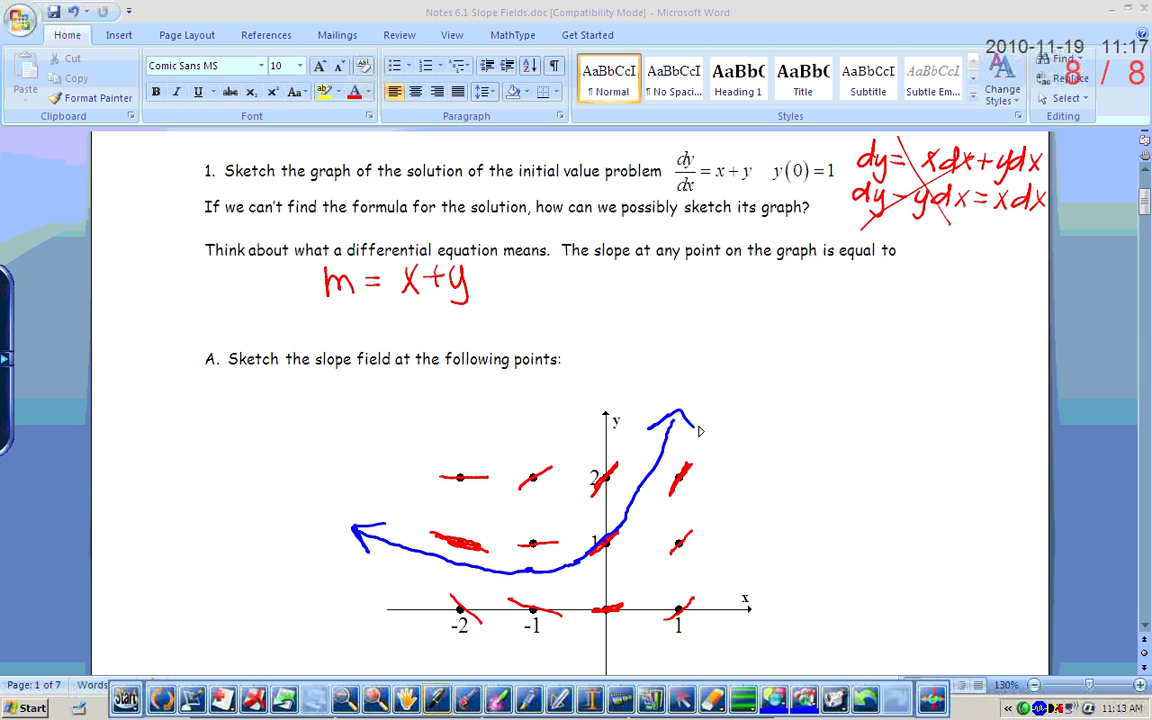 Notes 6.1 Slope Fields.doc [Compatibility Mode] - Microsoft Word
Home Insert Page Layout References Mailings Review View MathType Get Started
2010-11-19 11:17
8 / 8
Paste Cut Copy Format Painter
Clipboard
Comic Sans MS 10
B I U abc x₂ x² Aa A
Font
Paragraph
AaBbCcI AaBbCcI AaBbC AaBbC AaBbCcI AaBbCcI
¶ Normal ¶ No Spaci... Heading 1 Title Subtitle Subtle Em...
Change Styles
Styles
Find Replace Select
Editing
1. Sketch the graph of the solution of the initial value problem dy/dx = x + y y(0) = 1
dy = xdx + ydx
dy - ydx = xdx
If we can't find the formula for the solution, how can we possibly sketch its graph?
Think about what a differential equation means. The slope at any point on the graph is equal to
m = x+y
A. Sketch the slope field at the following points:
y
2
1
x
-2 -1 1
Page: 1 of 7 Words 130%
Start Start 11:13 AM